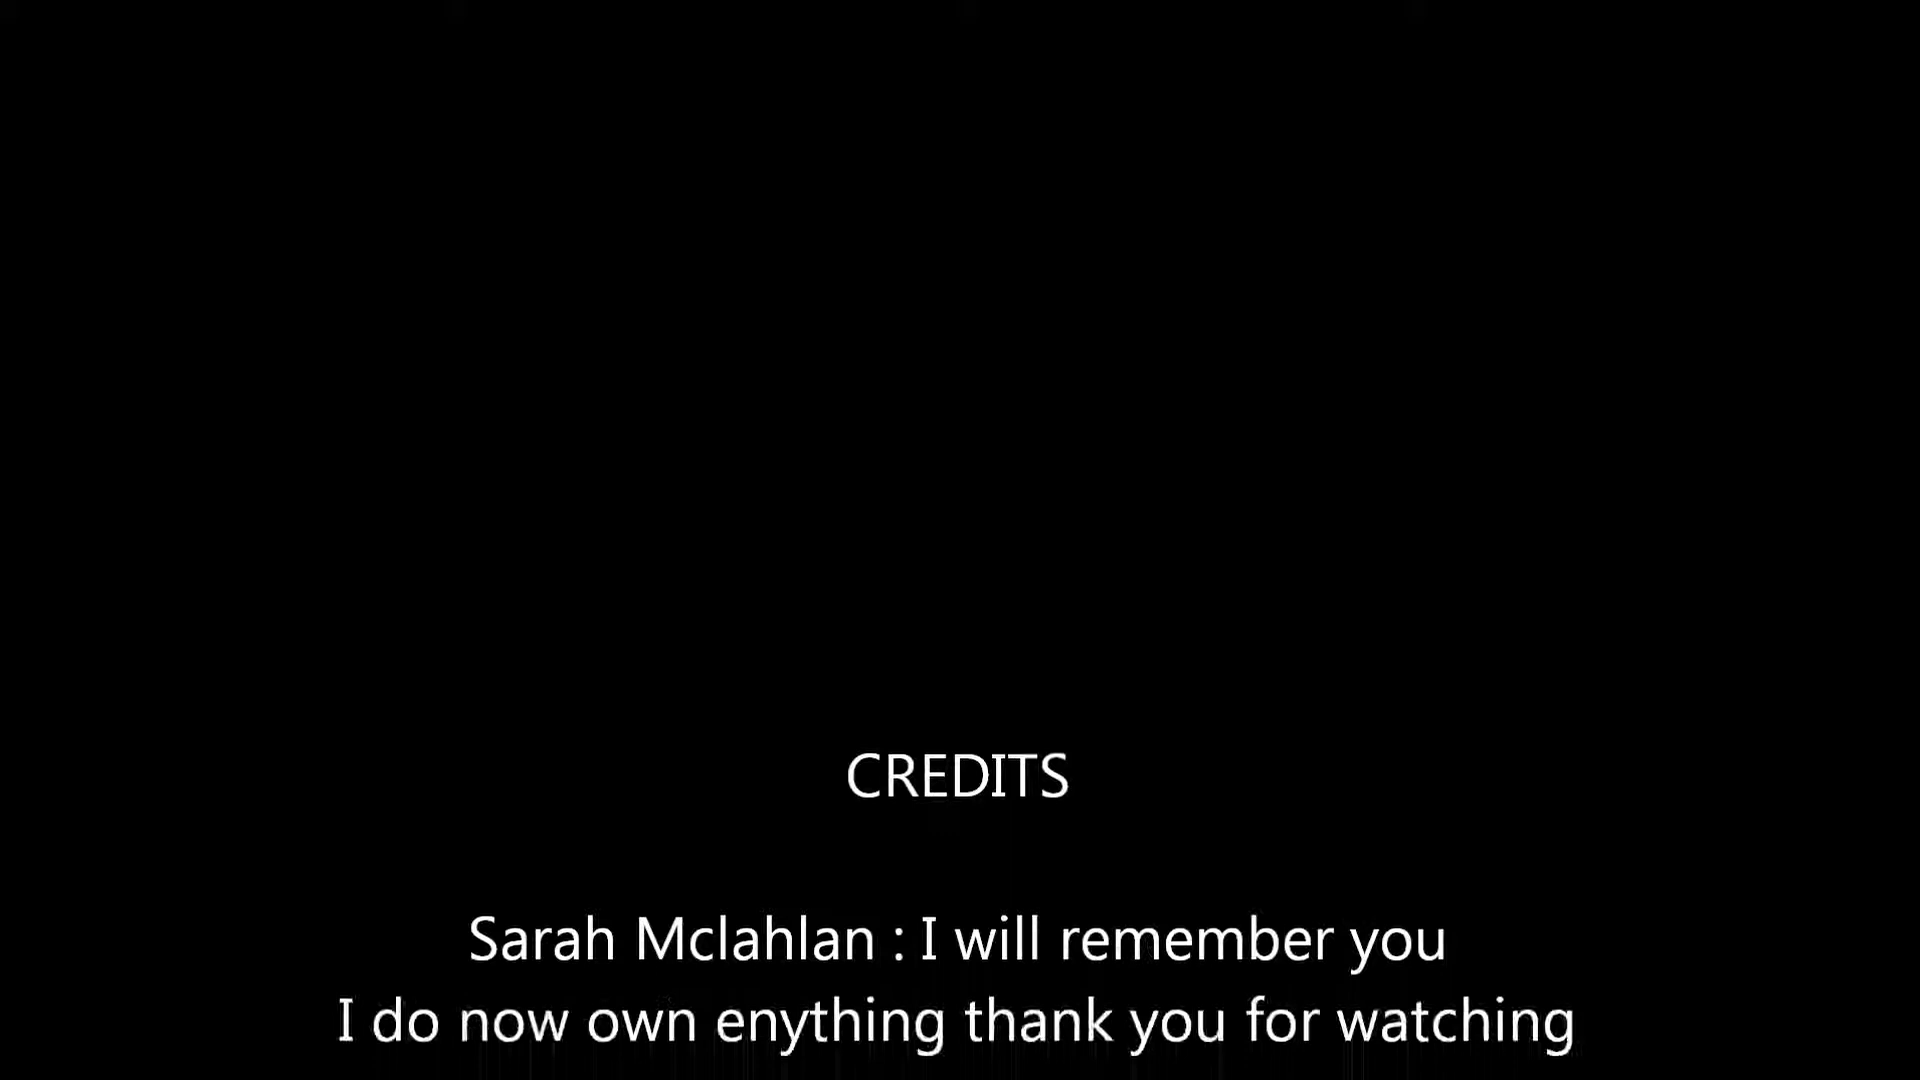 CREDITS
Sarah Mclahlan : I will remember you
I do now own enything thank you for watching